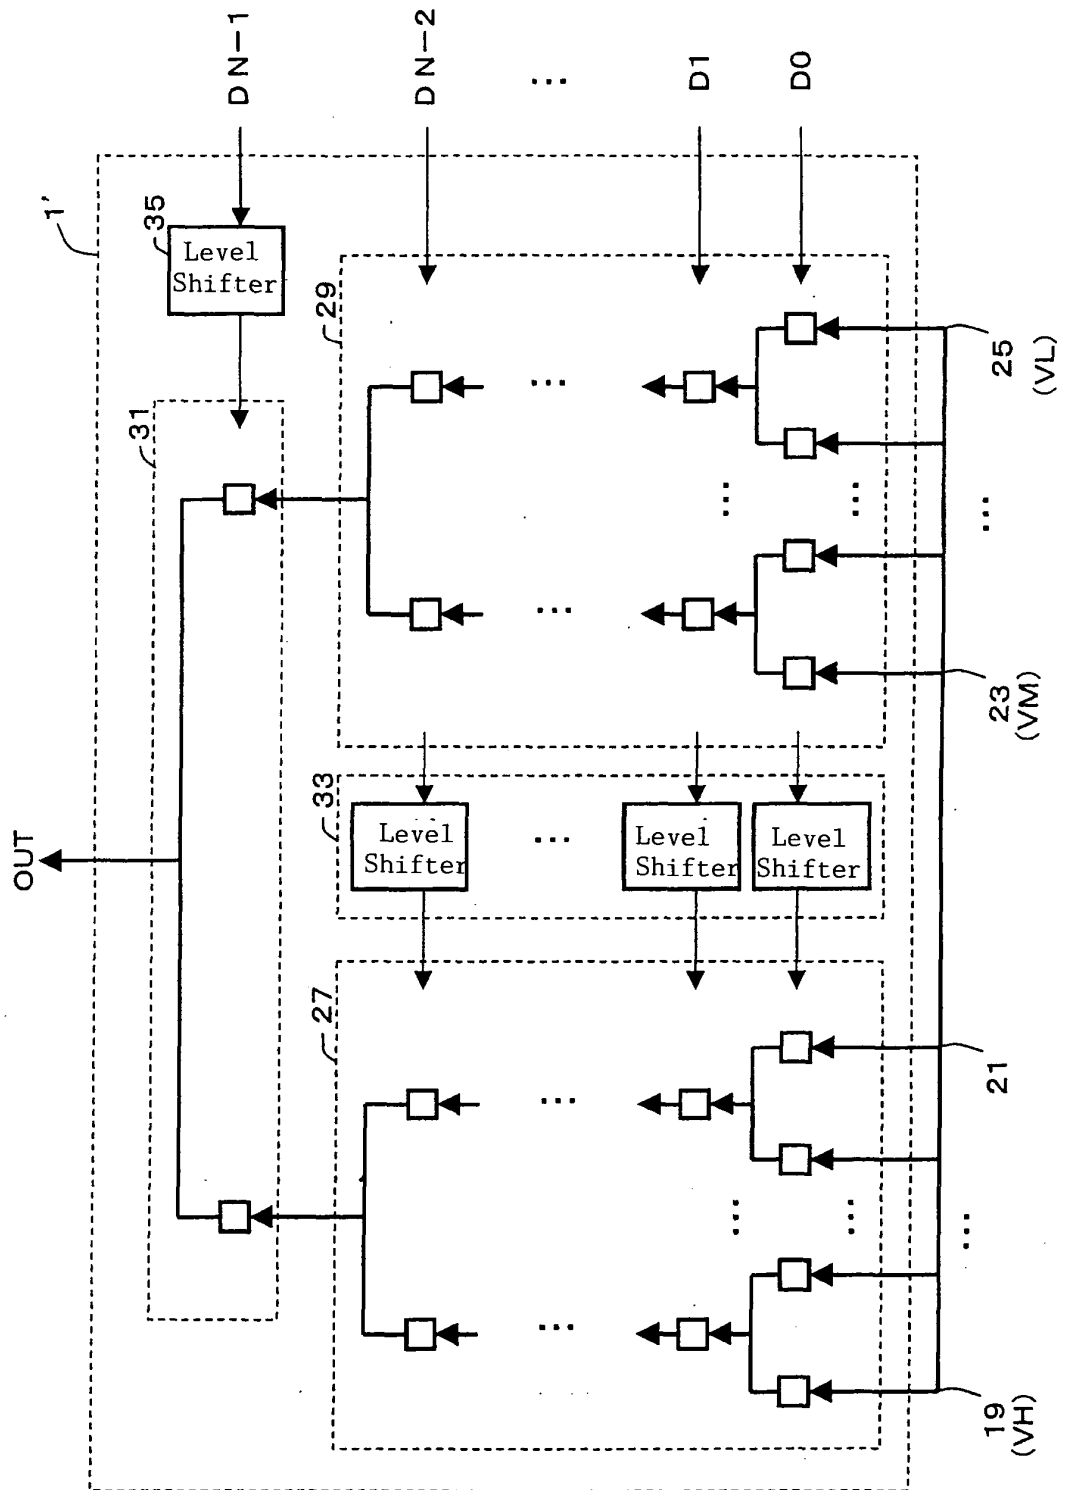 1'
DN-1
DN-2
...
D1
D0
35
Level
Shifter
29
31
...
...
...
...
...
25
(VL)
23
(VM)
OUT
33
Level
Shifter
...
Level
Shifter
Level
Shifter
27
...
...
...
...
...
21
19
(VH)